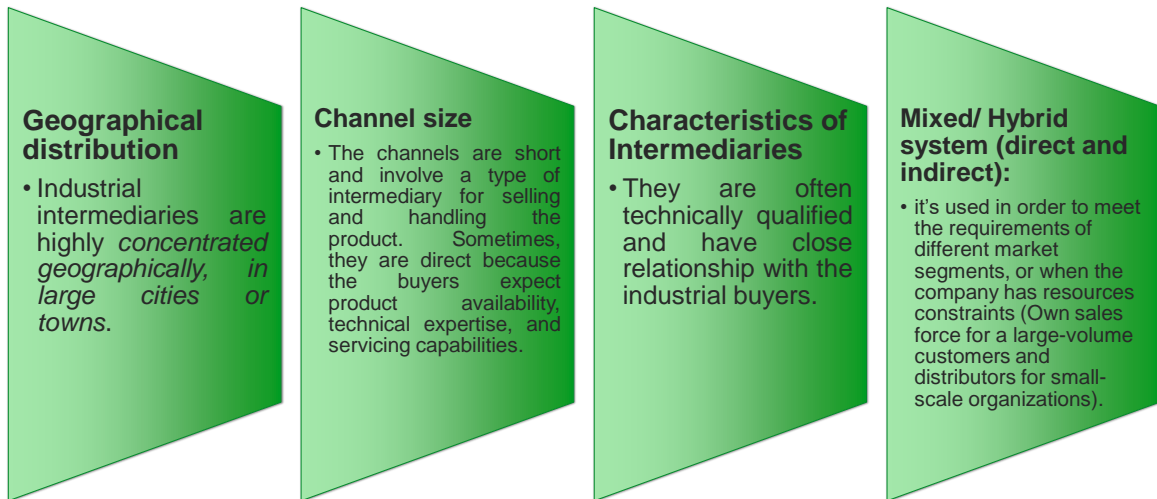 Geographical
distribution
• Industrial
intermediaries are
highly concentrated
geographically, in
large cities or
towns.
Channel size
• The channels are short
and involve a type of
intermediary for selling
and handling the
product. Sometimes,
they are direct because
the buyers expect
product availability,
technical expertise, and
servicing capabilities.
Characteristics of
Intermediaries
• They are often
technically qualified
and have close
relationship with the
industrial buyers.
Mixed/ Hybrid
system (direct and
indirect):
• it’s used in order to meet
the requirements of
different market
segments, or when the
company has resources
constraints (Own sales
force for a large-volume
customers and
distributors for small-
scale organizations).